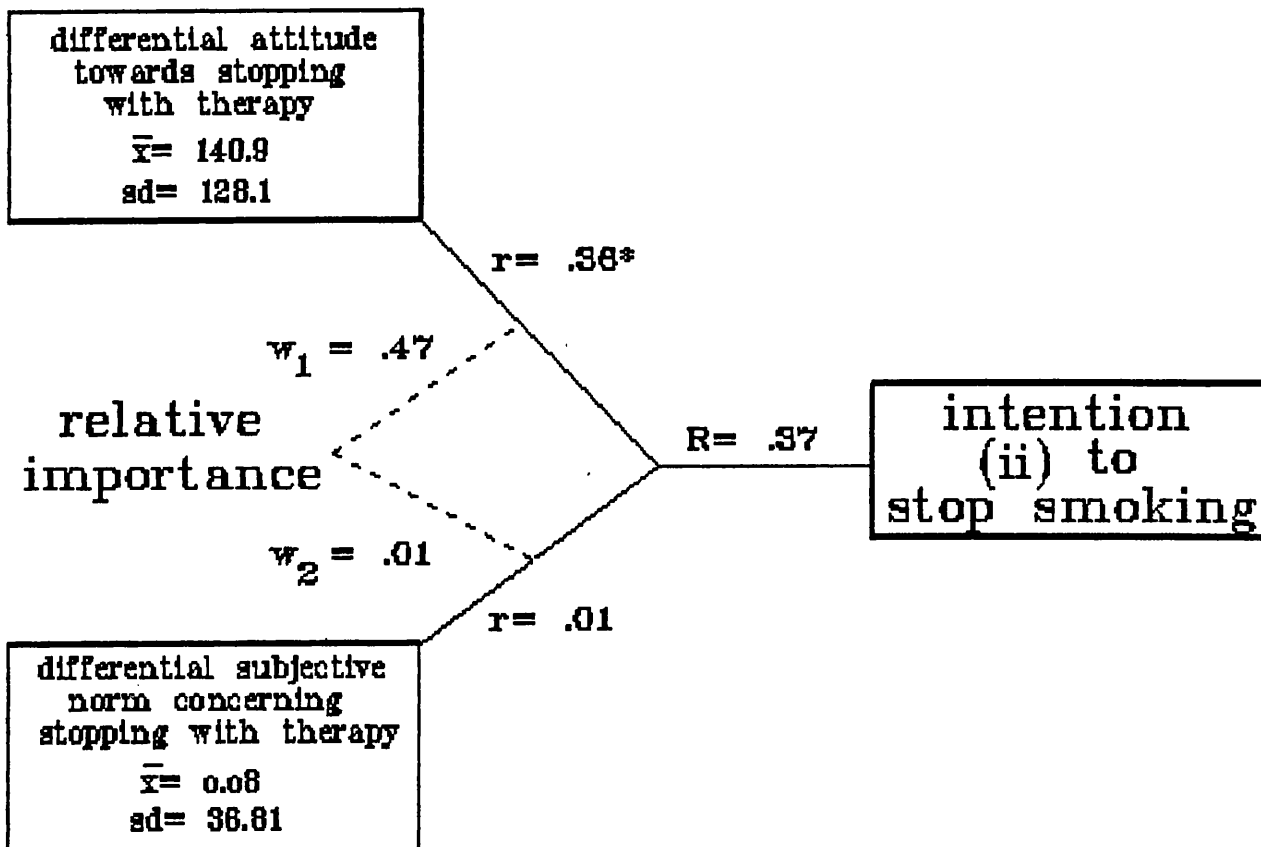 differential attitude
towards stopping
with therapy
x̄= 140.9
sd= 128.1
r= .36*
w₁ = .47
relative
importance
R= .37
intention
(ii) to
stop smoking
w₂ = .01
r= .01
differential subjective
norm concerning
stopping with therapy
x̄= 0.08
sd= 36.81